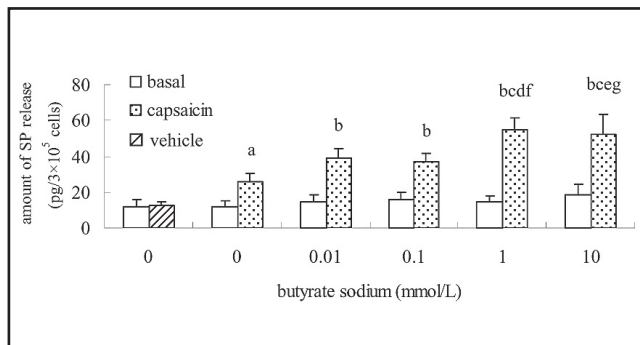 80
60
40
20
0
amount of SP release
(pg/3×10⁵ cells)
basal
capsaicin
vehicle
a
b
b
bcdf
bceg
0 0 0.01 0.1 1 10
butyrate sodium (mmol/L)